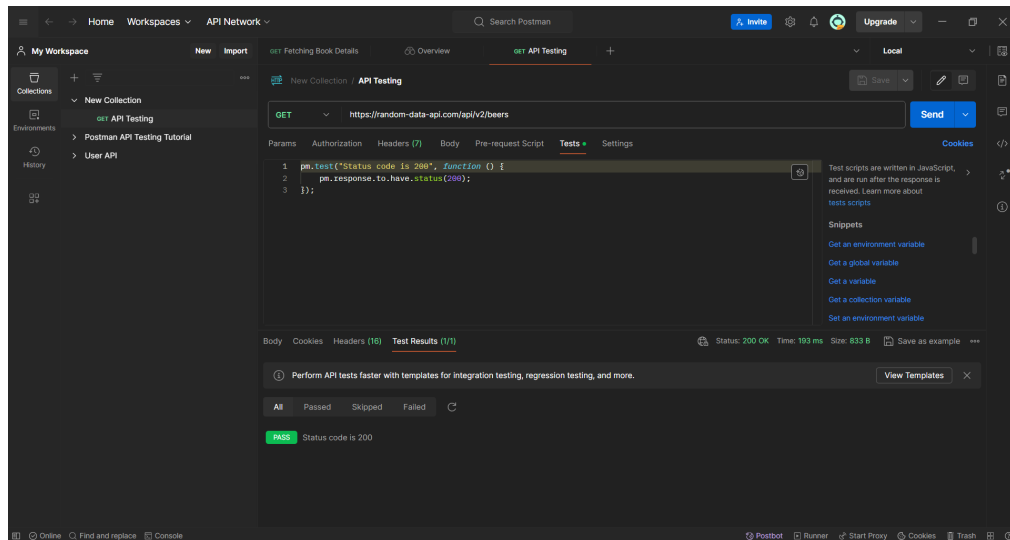 Home Workspaces API Network Search Postman Invite Upgrade
My Workspace New Import GET Fetching Book Details Overview GET API Testing Local
Collections
Environments
History
New Collection
GET API Testing
Postman API Testing Tutorial
User API
New Collection / API Testing Save
GET https://random-data-api.com/api/v2/beers Send
Params Authorization Headers (7) Body Pre-request Script Tests Settings Cookies
1 pm.test("Status code is 200", function () {
2 pm.response.to.have.status(200);
3 });
Test scripts are written in JavaScript,
and are run after the response is
received. Learn more about
tests scripts
Snippets
Get an environment variable
Get a global variable
Get a variable
Get a collection variable
Set an environment variable
Body Cookies Headers (16) Test Results (1/1) Status: 200 OK Time: 193 ms Size: 833 B Save as example
Perform API tests faster with templates for integration testing, regression testing, and more. View Templates
All Passed Skipped Failed
PASS Status code is 200
Online Find and replace Console Postbot Runner Start Proxy Cookies Trash